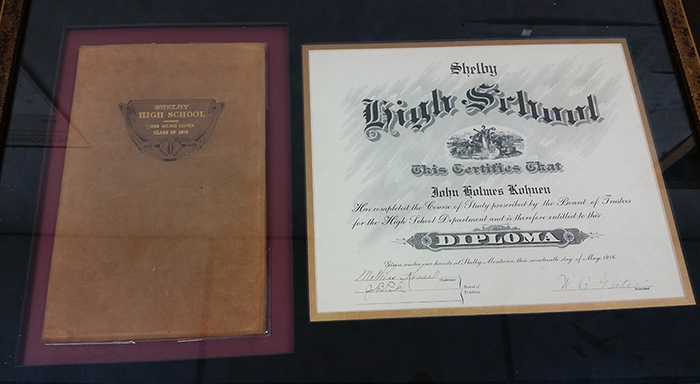 SHELBY
HIGH SCHOOL
JOHN HOLMES KOHNEN
CLASS OF 1916
Shelby
High School
This Certifies That
John Holmes Kohnen
Has completed the Course of Study prescribed by the Board of Trustees
for the High School Department and is therefore entitled to this
DIPLOMA
Given under our hands at Shelby Montana, this nineteenth day of May 1916.
Chairman
Board of
Trustees
W B